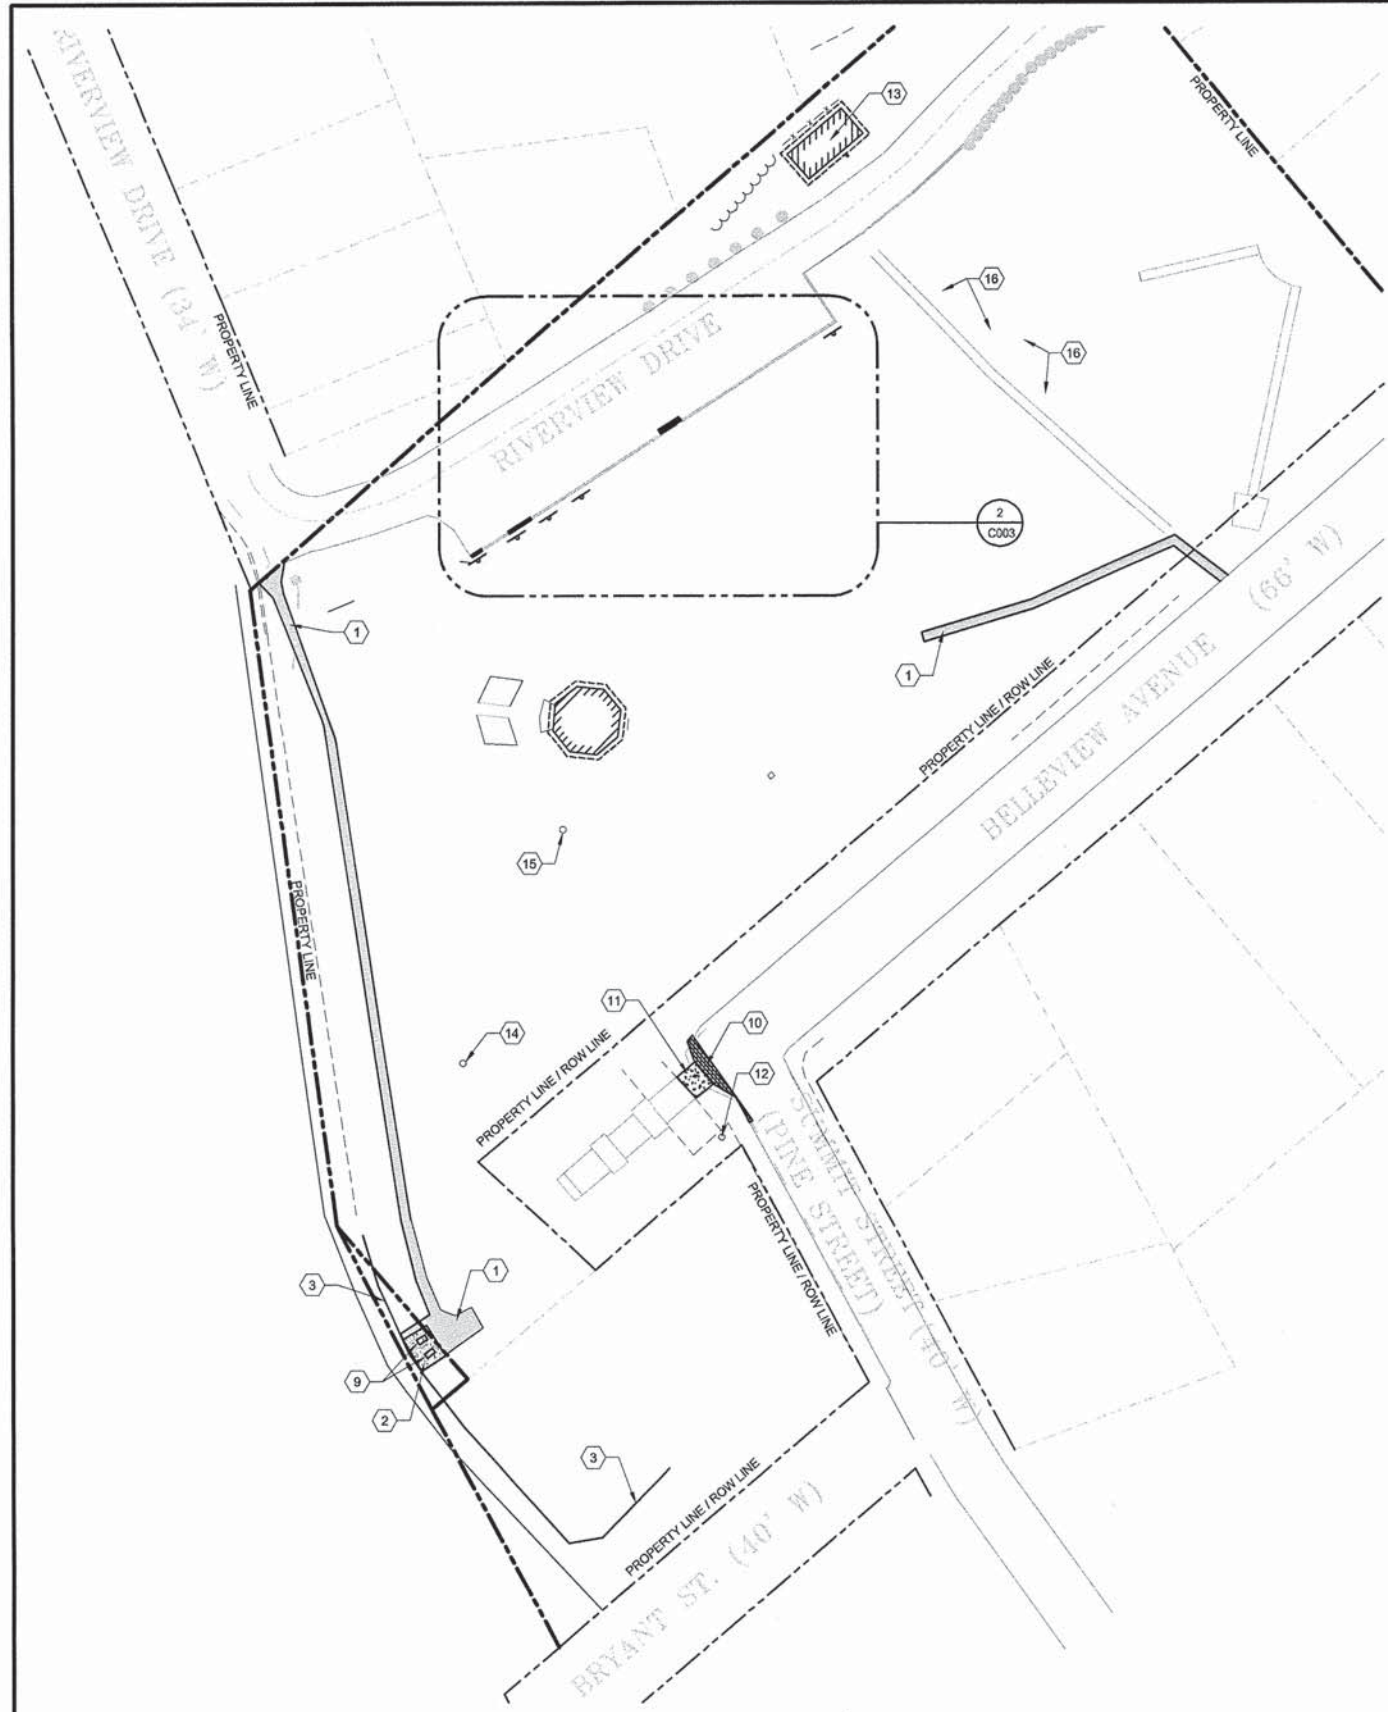 RIVERVIEW DRIVE (34' W)
PROPERTY LINE
13
PROPERTY LINE
16
16
RIVERVIEW DRIVE
2
C003
1
1
(66' W)
BELLEVIEW AVENUE
PROPERTY LINE / ROW LINE
15
PROPERTY LINE
11
10
14
12
PROPERTY LINE / ROW LINE
SUMMIT STREET (40' W)
(PINE STREET)
PROPERTY LINE / ROW LINE
1
3
9
2
3
PROPERTY LINE / ROW LINE
BRYANT ST. (40' W)